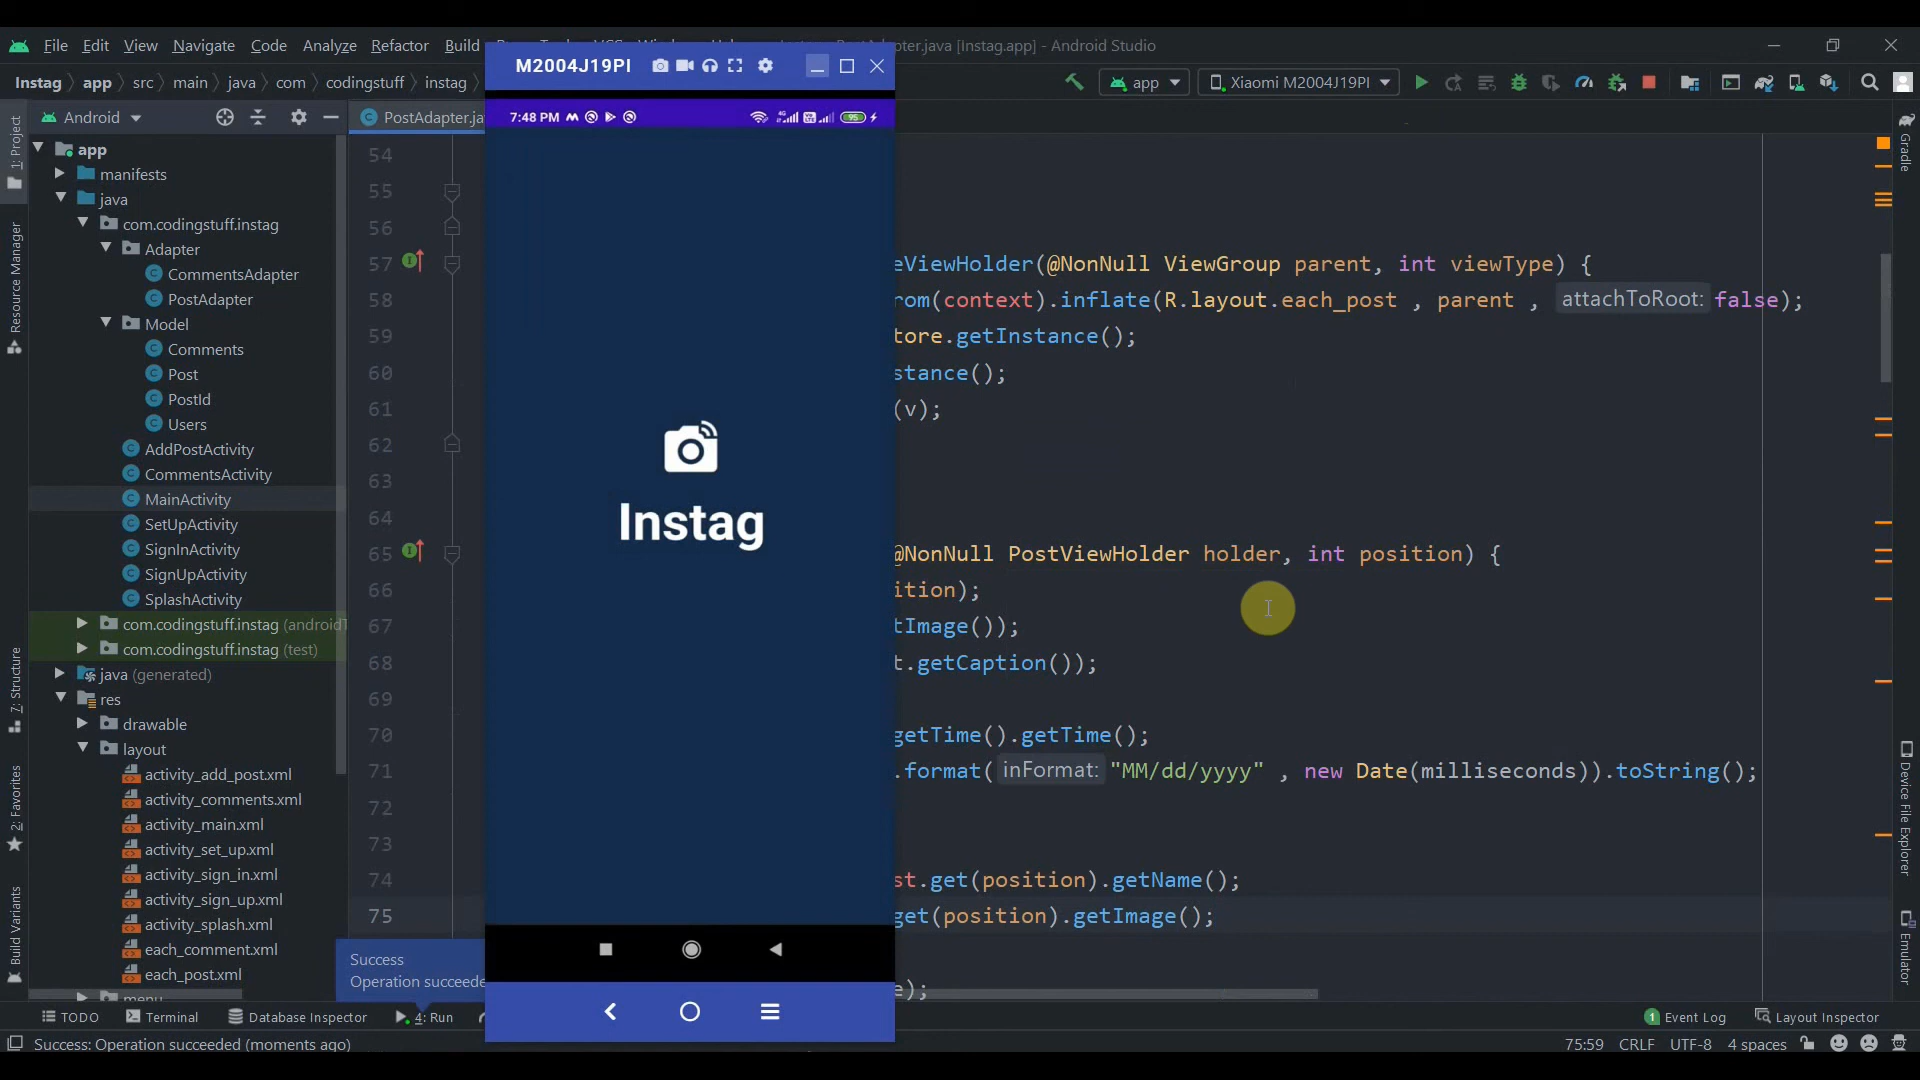 File Edit View Navigate Code Analyze Refactor Build
PostAdapter.java [Instag.app] - Android Studio
Instag app src main java com codingstuff instag
app Xiaomi M2004J19PI
Android
PostAdapter.ja
M2004J19PI
7:48 PM
95
Instag
1: Project
Resource Manager
7: Structure
2: Favorites
Build Variants
app
manifests
java
com.codingstuff.instag
Adapter
CommentsAdapter
PostAdapter
Model
Comments
Post
PostId
Users
AddPostActivity
CommentsActivity
MainActivity
SetUpActivity
SignInActivity
SignUpActivity
SplashActivity
com.codingstuff.instag (androidT
com.codingstuff.instag (test)
java (generated)
res
drawable
layout
activity_add_post.xml
activity_comments.xml
activity_main.xml
activity_set_up.xml
activity_sign_in.xml
activity_sign_up.xml
activity_splash.xml
each_comment.xml
each_post.xml
menu
54
55
56
57 eViewHolder(@NonNull ViewGroup parent, int viewType) {
58 rom(context).inflate(R.layout.each_post , parent , attachToRoot: false);
59 tore.getInstance();
60 stance();
61 (v);
62
63
64
65 @NonNull PostViewHolder holder, int position) {
66 ition);
67 tImage());
68 t.getCaption());
69
70 getTime().getTime();
71 .format( inFormat: "MM/dd/yyyy" , new Date(milliseconds)).toString();
72
73
74 st.get(position).getName();
75 get(position).getImage();
e);
Success
Operation succeede
Gradle
Device File Explorer
Emulator
TODO Terminal Database Inspector 4: Run
1 Event Log Layout Inspector
Success: Operation succeeded (moments ago)
75:59 CRLF UTF-8 4 spaces